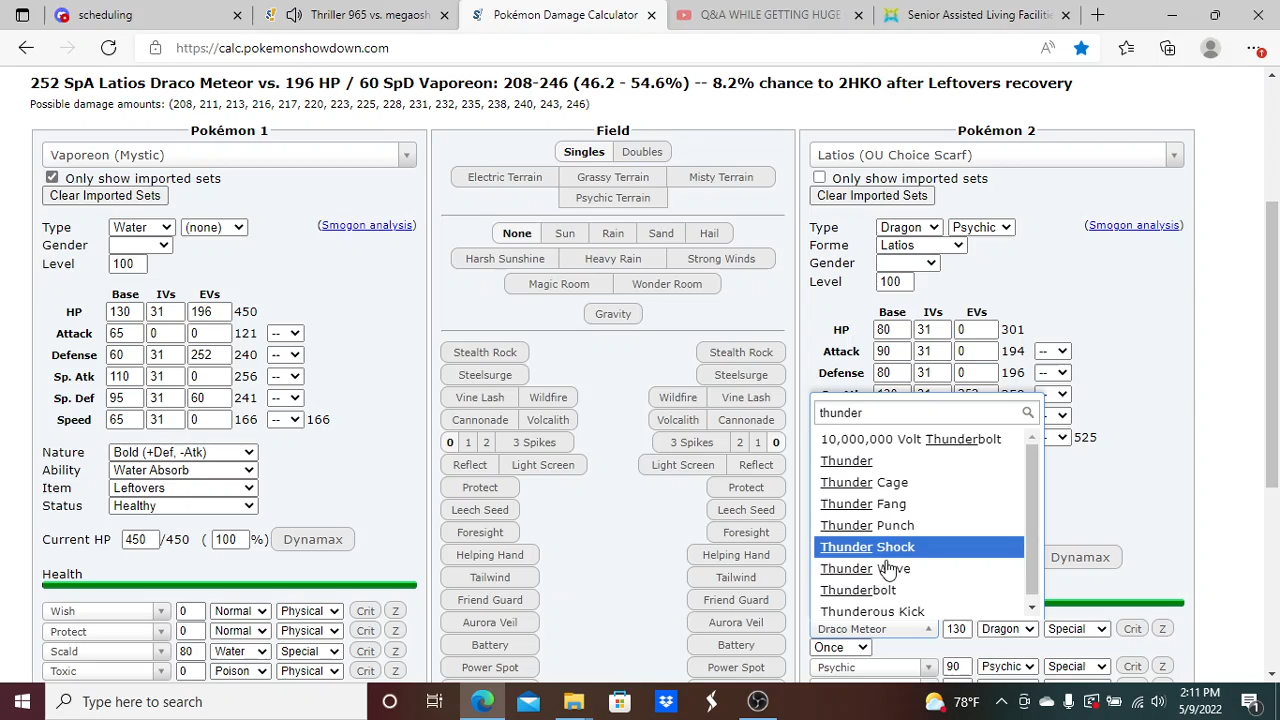 scheduling
Thriller 965 vs. megaosh
Pokémon Damage Calculator
Q&A WHILE GETTING HUGE
Senior Assisted Living Faciliti
https://calc.pokemonshowdown.com
252 SpA Latios Draco Meteor vs. 196 HP / 60 SpD Vaporeon: 208-246 (46.2 - 54.6%) -- 8.2% chance to 2HKO after Leftovers recovery
Possible damage amounts: (208, 211, 213, 216, 217, 220, 223, 225, 228, 231, 232, 235, 238, 240, 243, 246)
Pokémon 1
Vaporeon (Mystic)
Only show imported sets
Clear Imported Sets
Type Water (none) (Smogon analysis)
Gender
Level 100
Base IVs EVs
HP 130 31 196 450
Attack 65 0 0 121 --
Defense 60 31 252 240 --
Sp. Atk 110 31 0 256 --
Sp. Def 95 31 60 241 --
Speed 65 31 0 166 -- 166
Nature Bold (+Def, -Atk)
Ability Water Absorb
Item Leftovers
Status Healthy
Current HP 450 /450 ( 100 %) Dynamax
Health
Wish 0 Normal Physical Crit Z
Protect 0 Normal Physical Crit Z
Scald 80 Water Special Crit Z
Toxic 0 Poison Physical Crit Z
Field
Singles Doubles
Electric Terrain Grassy Terrain Misty Terrain
Psychic Terrain
None Sun Rain Sand Hail
Harsh Sunshine Heavy Rain Strong Winds
Magic Room Wonder Room
Gravity
Stealth Rock Stealth Rock
Steelsurge Steelsurge
Vine Lash Wildfire Wildfire Vine Lash
Cannonade Volcalith Volcalith Cannonade
0 1 2 3 Spikes 3 Spikes 2 1 0
Reflect Light Screen Light Screen Reflect
Protect Protect
Leech Seed Leech Seed
Foresight Foresight
Helping Hand Helping Hand
Tailwind Tailwind
Friend Guard Friend Guard
Aurora Veil Aurora Veil
Battery Battery
Power Spot Power Spot
Pokémon 2
Latios (OU Choice Scarf)
Only show imported sets
Clear Imported Sets
Type Dragon Psychic (Smogon analysis)
Forme Latios
Gender
Level 100
Base IVs EVs
HP 80 31 0 301
Attack 90 31 0 194 --
Defense 80 31 0 196 --
525
thunder
10,000,000 Volt Thunderbolt
Thunder
Thunder Cage
Thunder Fang
Thunder Punch
Thunder Shock
Thunder Wave
Thunderbolt
Thunderous Kick
Dynamax
Draco Meteor 130 Dragon Special Crit Z
Once
Psychic 90 Psychic Special Crit Z
Type here to search
78°F
2:11 PM
5/9/2022
1